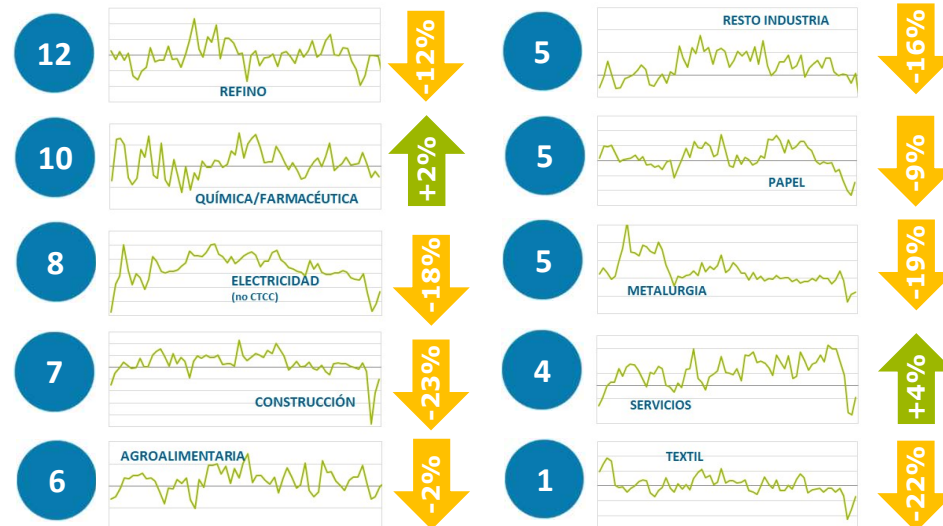 12
REFINO
-12%
10
QUÍMICA/FARMACÉUTICA
+2%
8
ELECTRICIDAD
(no CTCC)
-18%
7
CONSTRUCCIÓN
-23%
6
AGROALIMENTARIA
-2%
5
RESTO INDUSTRIA
-16%
5
PAPEL
-9%
5
METALURGIA
-19%
4
SERVICIOS
+4%
1
TEXTIL
-22%